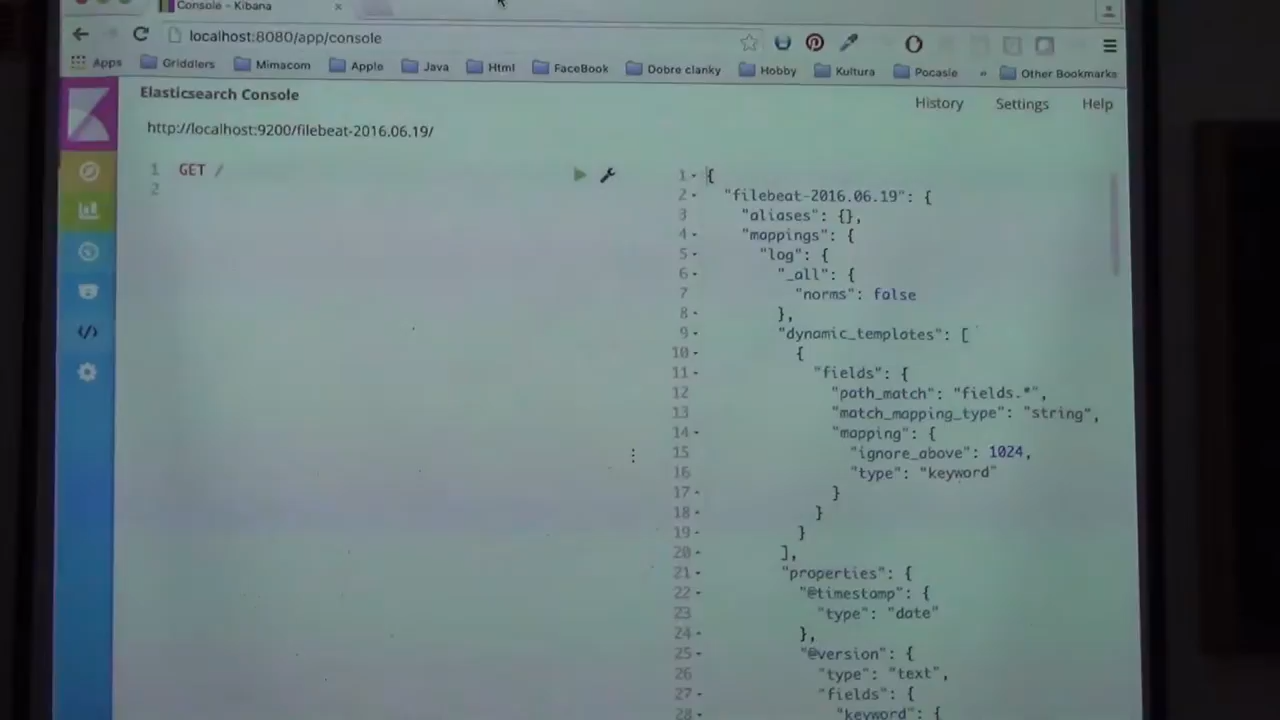 Console - Kibana
localhost:8080/app/console
Apps Griddlers Mimacom Apple Java Html FaceBook Dobre clanky Hobby Kultura Pocasie » Other Bookmarks
Elasticsearch Console
History Settings Help
http://localhost:9200/filebeat-2016.06.19/
1 GET /
2
1 {
2 "filebeat-2016.06.19": {
3 "aliases": {},
4 "mappings": {
5 "log": {
6 "_all": {
7 "norms": false
8 },
9 "dynamic_templates": [
10 {
11 "fields": {
12 "path_match": "fields.*",
13 "match_mapping_type": "string",
14 "mapping": {
15 "ignore_above": 1024,
16 "type": "keyword"
17 }
18 }
19 }
20 ],
21 "properties": {
22 "@timestamp": {
23 "type": "date"
24 },
25 "@version": {
26 "type": "text",
27 "fields": {
28 "keyword": {